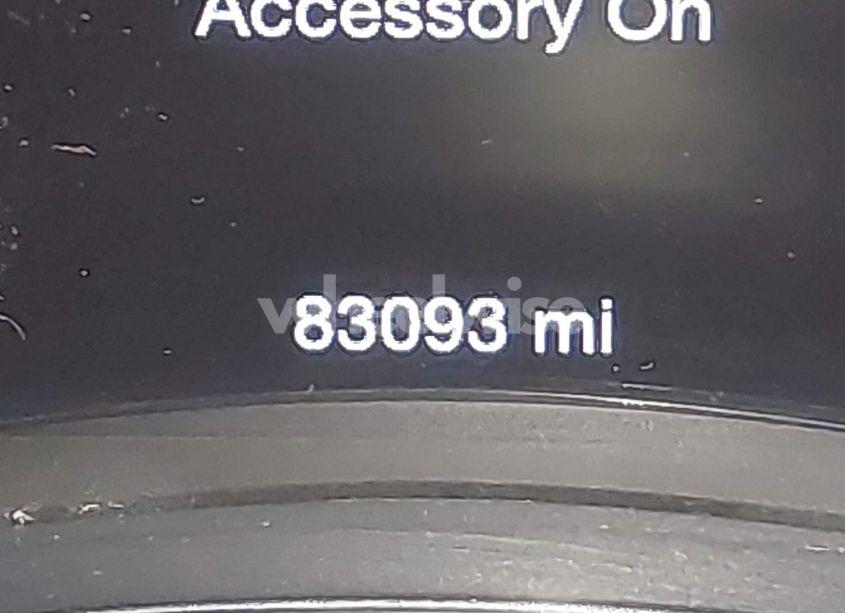 Accessory On
83093 mi